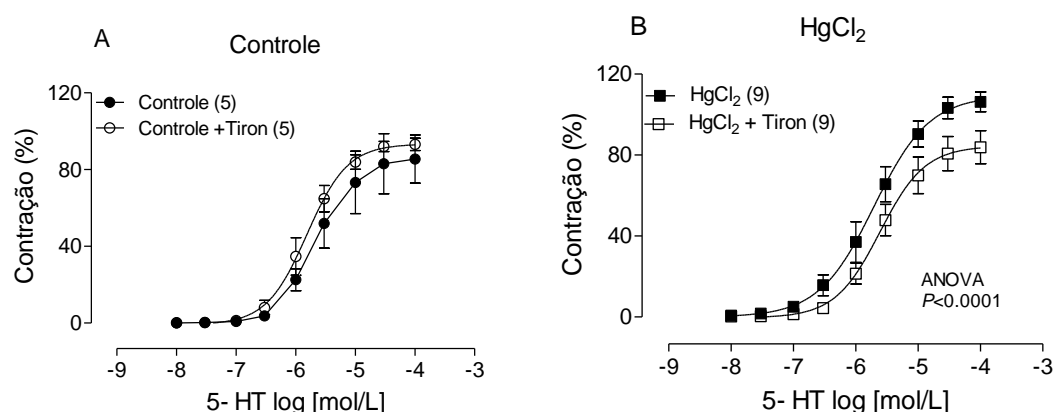 A
Controle
Controle (5)
Controle +Tiron (5)
Contração (%)
120
80
40
0
-9 -8 -7 -6 -5 -4 -3
5- HT log [mol/L]
B
HgCl₂
HgCl₂ (9)
HgCl₂ + Tiron (9)
Contração (%)
120
80
40
0
ANOVA
P<0.0001
-9 -8 -7 -6 -5 -4 -3
5- HT log [mol/L]